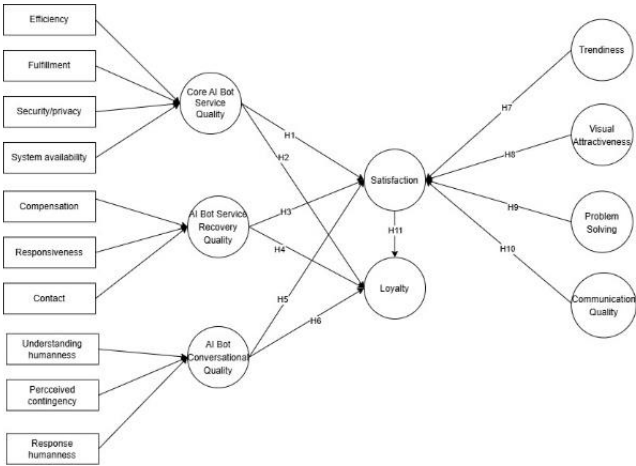 Efficiency
Fulfillment
Security/privacy
System availability
Compensation
Responsiveness
Contact
Understanding
humanness
Percceived
contingency
Response
humanness
Core AI Bot
Service
Quality
AI Bot Service
Recovery
Quality
AI Bot
Conversational
Quality
H1
H2
H3
H4
H5
H6
Satisfaction
H11
Loyalty
H7
H8
H9
H10
Trendiness
Visual
Attractiveness
Problem
Solving
Communication
Quality